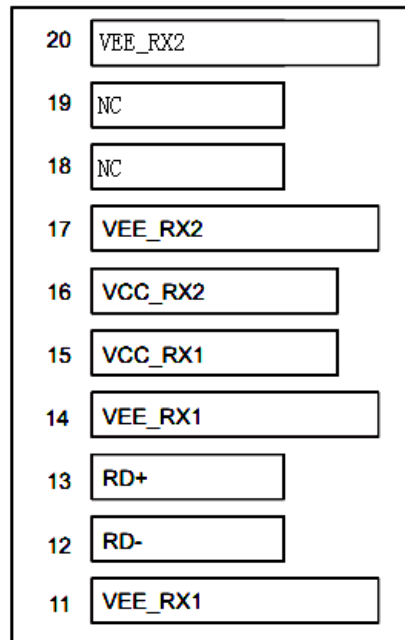 20 VEE_RX2
19 NC
18 NC
17 VEE_RX2
16 VCC_RX2
15 VCC_RX1
14 VEE_RX1
13 RD+
12 RD-
11 VEE_RX1